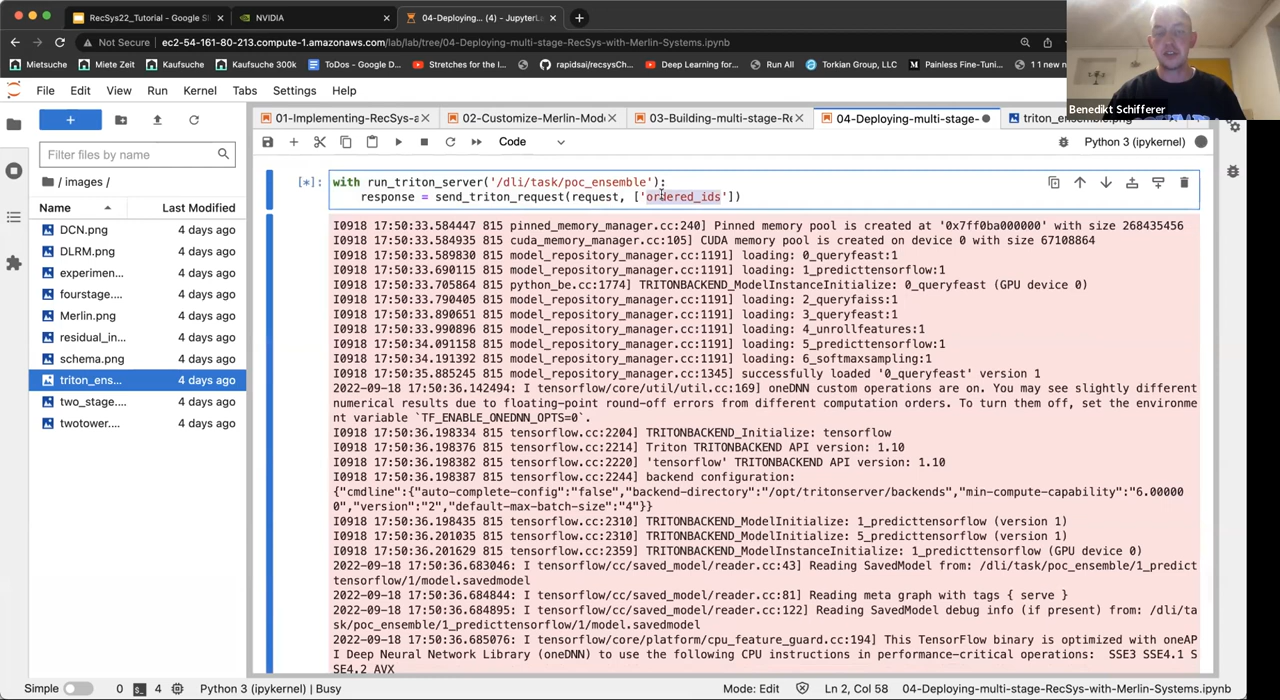 RecSys22_Tutorial - Google Sl
NVIDIA
04-Deploying-... (4) - JupyterLa
Not Secure | ec2-54-161-80-213.compute-1.amazonaws.com/lab/lab/tree/04-Deploying-multi-stage-RecSys-with-Merlin-Systems.ipynb
Mietsuche Miete Zeit Kaufsuche Kaufsuche 300k ToDos - Google D... Stretches for the l... rapidsai/recsysCh... Deep Learning for... Run All Torkian Group, LLC Painless Fine-Tuni... 1 1 new n
Benedikt Schifferer
File Edit View Run Kernel Tabs Settings Help
01-Implementing-RecSys-a 02-Customize-Merlin-Mod 03-Building-multi-stage-Re 04-Deploying-multi-stage- triton_ensemb
Code
Python 3 (ipykernel)
Filter files by name
/ images /
Name Last Modified
DCN.png 4 days ago
DLRM.png 4 days ago
experimen... 4 days ago
fourstage.... 4 days ago
Merlin.png 4 days ago
residual_in... 4 days ago
schema.png 4 days ago
triton_ens... 4 days ago
two_stage.... 4 days ago
twotower.... 4 days ago
[*]: with run_triton_server('/dli/task/poc_ensemble'):
response = send_triton_request(request, ['ordered_ids'])
I0918 17:50:33.584447 815 pinned_memory_manager.cc:240] Pinned memory pool is created at '0x7ff0ba000000' with size 268435456
I0918 17:50:33.584935 815 cuda_memory_manager.cc:105] CUDA memory pool is created on device 0 with size 67108864
I0918 17:50:33.589830 815 model_repository_manager.cc:1191] loading: 0_queryfeast:1
I0918 17:50:33.690115 815 model_repository_manager.cc:1191] loading: 1_predicttensorflow:1
I0918 17:50:33.705864 815 python_be.cc:1774] TRITONBACKEND_ModelInstanceInitialize: 0_queryfeast (GPU device 0)
I0918 17:50:33.790405 815 model_repository_manager.cc:1191] loading: 2_queryfaiss:1
I0918 17:50:33.890651 815 model_repository_manager.cc:1191] loading: 3_queryfeast:1
I0918 17:50:33.990896 815 model_repository_manager.cc:1191] loading: 4_unrollfeatures:1
I0918 17:50:34.091158 815 model_repository_manager.cc:1191] loading: 5_predicttensorflow:1
I0918 17:50:34.191392 815 model_repository_manager.cc:1191] loading: 6_softmaxsampling:1
I0918 17:50:35.885245 815 model_repository_manager.cc:1345] successfully loaded '0_queryfeast' version 1
2022-09-18 17:50:36.142494: I tensorflow/core/util/util.cc:169] oneDNN custom operations are on. You may see slightly different
numerical results due to floating-point round-off errors from different computation orders. To turn them off, set the environme
nt variable `TF_ENABLE_ONEDNN_OPTS=0`.
I0918 17:50:36.198334 815 tensorflow.cc:2204] TRITONBACKEND_Initialize: tensorflow
I0918 17:50:36.198376 815 tensorflow.cc:2214] Triton TRITONBACKEND API version: 1.10
I0918 17:50:36.198382 815 tensorflow.cc:2220] 'tensorflow' TRITONBACKEND API version: 1.10
I0918 17:50:36.198387 815 tensorflow.cc:2244] backend configuration:
{"cmdline":{"auto-complete-config":"false","backend-directory":"/opt/tritonserver/backends","min-compute-capability":"6.00000
0","version":"2","default-max-batch-size":"4"}}
I0918 17:50:36.198435 815 tensorflow.cc:2310] TRITONBACKEND_ModelInitialize: 1_predicttensorflow (version 1)
I0918 17:50:36.201035 815 tensorflow.cc:2310] TRITONBACKEND_ModelInitialize: 5_predicttensorflow (version 1)
I0918 17:50:36.201629 815 tensorflow.cc:2359] TRITONBACKEND_ModelInstanceInitialize: 1_predicttensorflow (GPU device 0)
2022-09-18 17:50:36.683046: I tensorflow/cc/saved_model/reader.cc:43] Reading SavedModel from: /dli/task/poc_ensemble/1_predict
tensorflow/1/model.savedmodel
2022-09-18 17:50:36.684844: I tensorflow/cc/saved_model/reader.cc:81] Reading meta graph with tags { serve }
2022-09-18 17:50:36.684895: I tensorflow/cc/saved_model/reader.cc:122] Reading SavedModel debug info (if present) from: /dli/ta
sk/poc_ensemble/1_predicttensorflow/1/model.savedmodel
2022-09-18 17:50:36.685076: I tensorflow/core/platform/cpu_feature_guard.cc:194] This TensorFlow binary is optimized with oneAP
I Deep Neural Network Library (oneDNN) to use the following CPU instructions in performance-critical operations: SSE3 SSE4.1 S
SE4.2 AVX
Simple 0 4 Python 3 (ipykernel) | Busy Mode: Edit Ln 2, Col 58 04-Deploying-multi-stage-RecSys-with-Merlin-Systems.ipynb